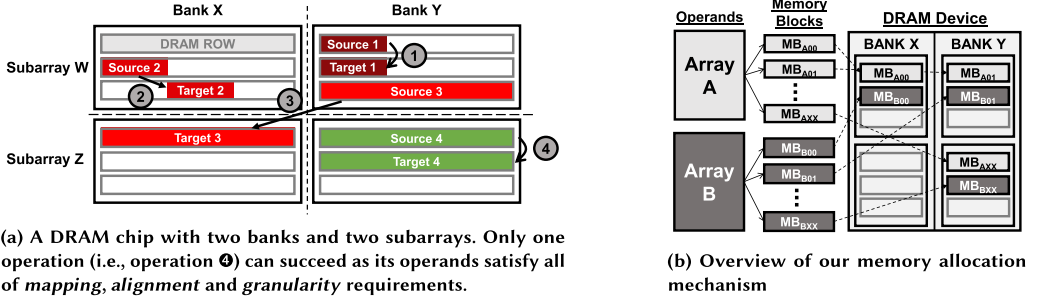 Bank X
Bank Y
Subarray W
DRAM ROW
Source 1
Source 2
Target 1
1
2
Target 2
3
Source 3
Subarray Z
Target 3
Source 4
Target 4
4
(a) A DRAM chip with two banks and two subarrays. Only one
operation (i.e., operation ❹) can succeed as its operands satisfy all
of mapping, alignment and granularity requirements.
Operands
Memory
Blocks
DRAM Device
BANK X
BANK Y
Array
A
MBA00
MBA01
MBAXX
Array
B
MBB00
MBB01
MBBXX
MBA00
MBA01
MBB00
MBB01
MBAXX
MBBXX
(b) Overview of our memory allocation
mechanism